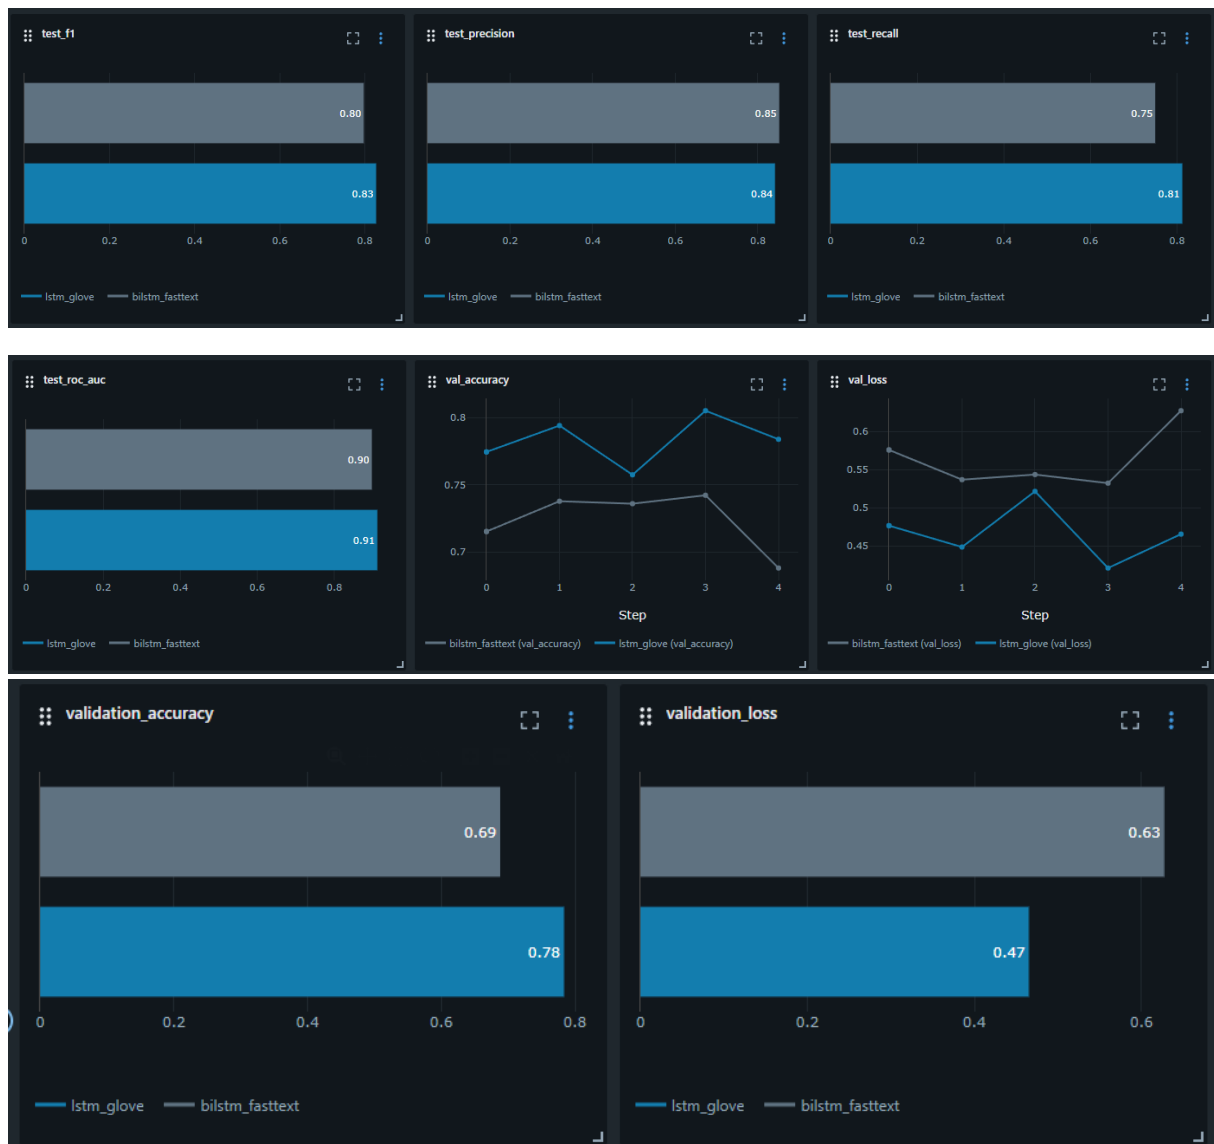 test_f1
0.80
0.83
0 0.2 0.4 0.6 0.8
lstm_glove bilstm_fasttext
test_precision
0.85
0.84
0 0.2 0.4 0.6 0.8
lstm_glove bilstm_fasttext
test_recall
0.75
0.81
0 0.2 0.4 0.6 0.8
lstm_glove bilstm_fasttext
test_roc_auc
0.90
0.91
0 0.2 0.4 0.6 0.8
lstm_glove bilstm_fasttext
val_accuracy
0.8
0.75
0.7
0 1 2 3 4
Step
bilstm_fasttext (val_accuracy) lstm_glove (val_accuracy)
val_loss
0.6
0.55
0.5
0.45
0 1 2 3 4
Step
bilstm_fasttext (val_loss) lstm_glove (val_loss)
validation_accuracy
0.69
0.78
0 0.2 0.4 0.6 0.8
lstm_glove bilstm_fasttext
validation_loss
0.63
0.47
0 0.2 0.4 0.6
lstm_glove bilstm_fasttext